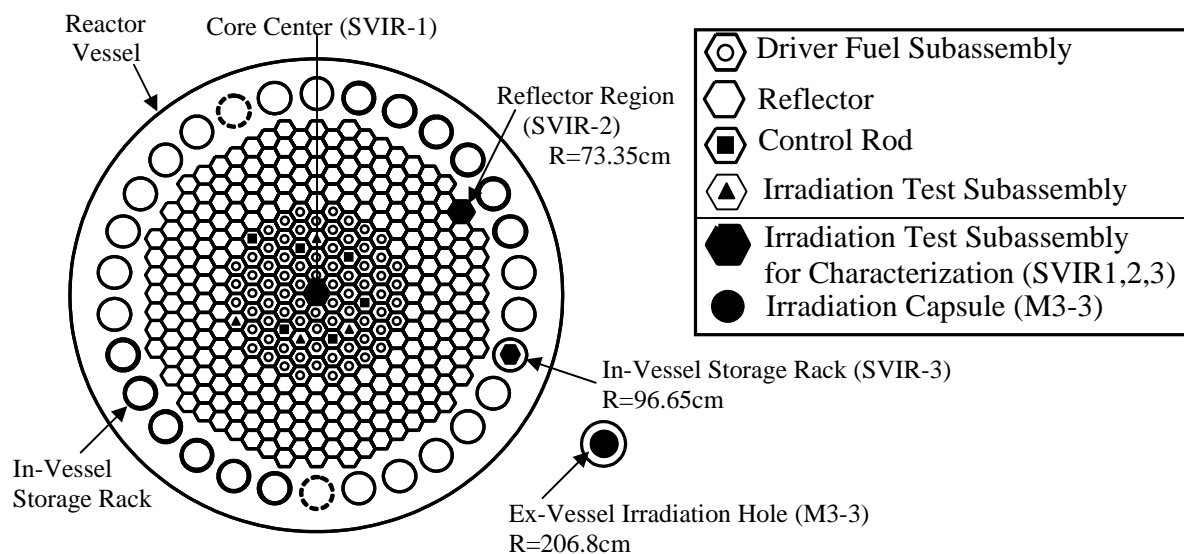 Reactor
Vessel
Core Center (SVIR-1)
Reflector Region
(SVIR-2)
R=73.35cm
Driver Fuel Subassembly
Reflector
Control Rod
Irradiation Test Subassembly
Irradiation Test Subassembly
for Characterization (SVIR1,2,3)
Irradiation Capsule (M3-3)
In-Vessel Storage Rack (SVIR-3)
R=96.65cm
In-Vessel
Storage Rack
Ex-Vessel Irradiation Hole (M3-3)
R=206.8cm